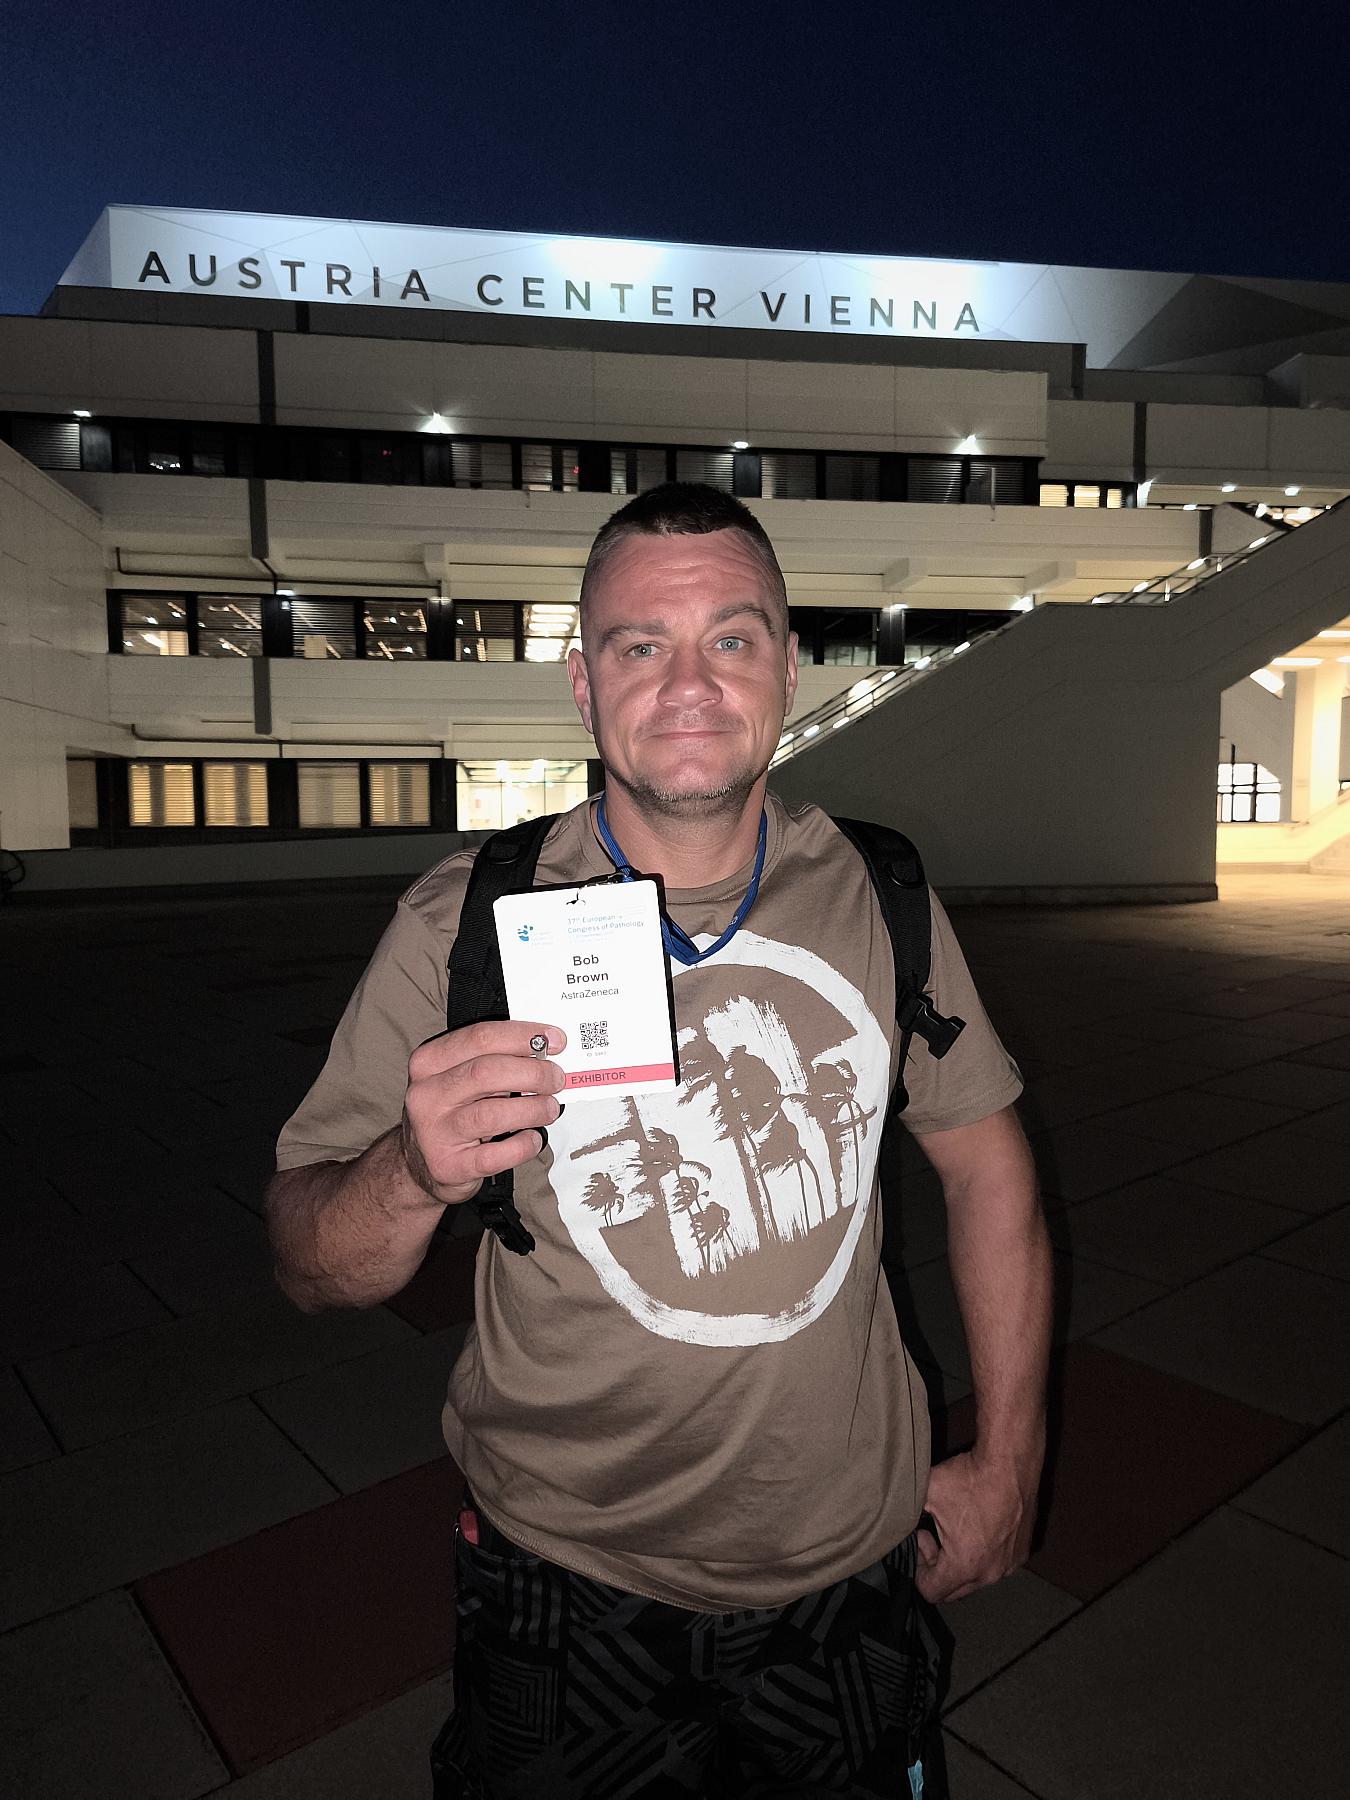 AUSTRIA CENTER VIENNA
37th European
Congress of Pathology
Bob
Brown
AstraZeneca
EXHIBITOR